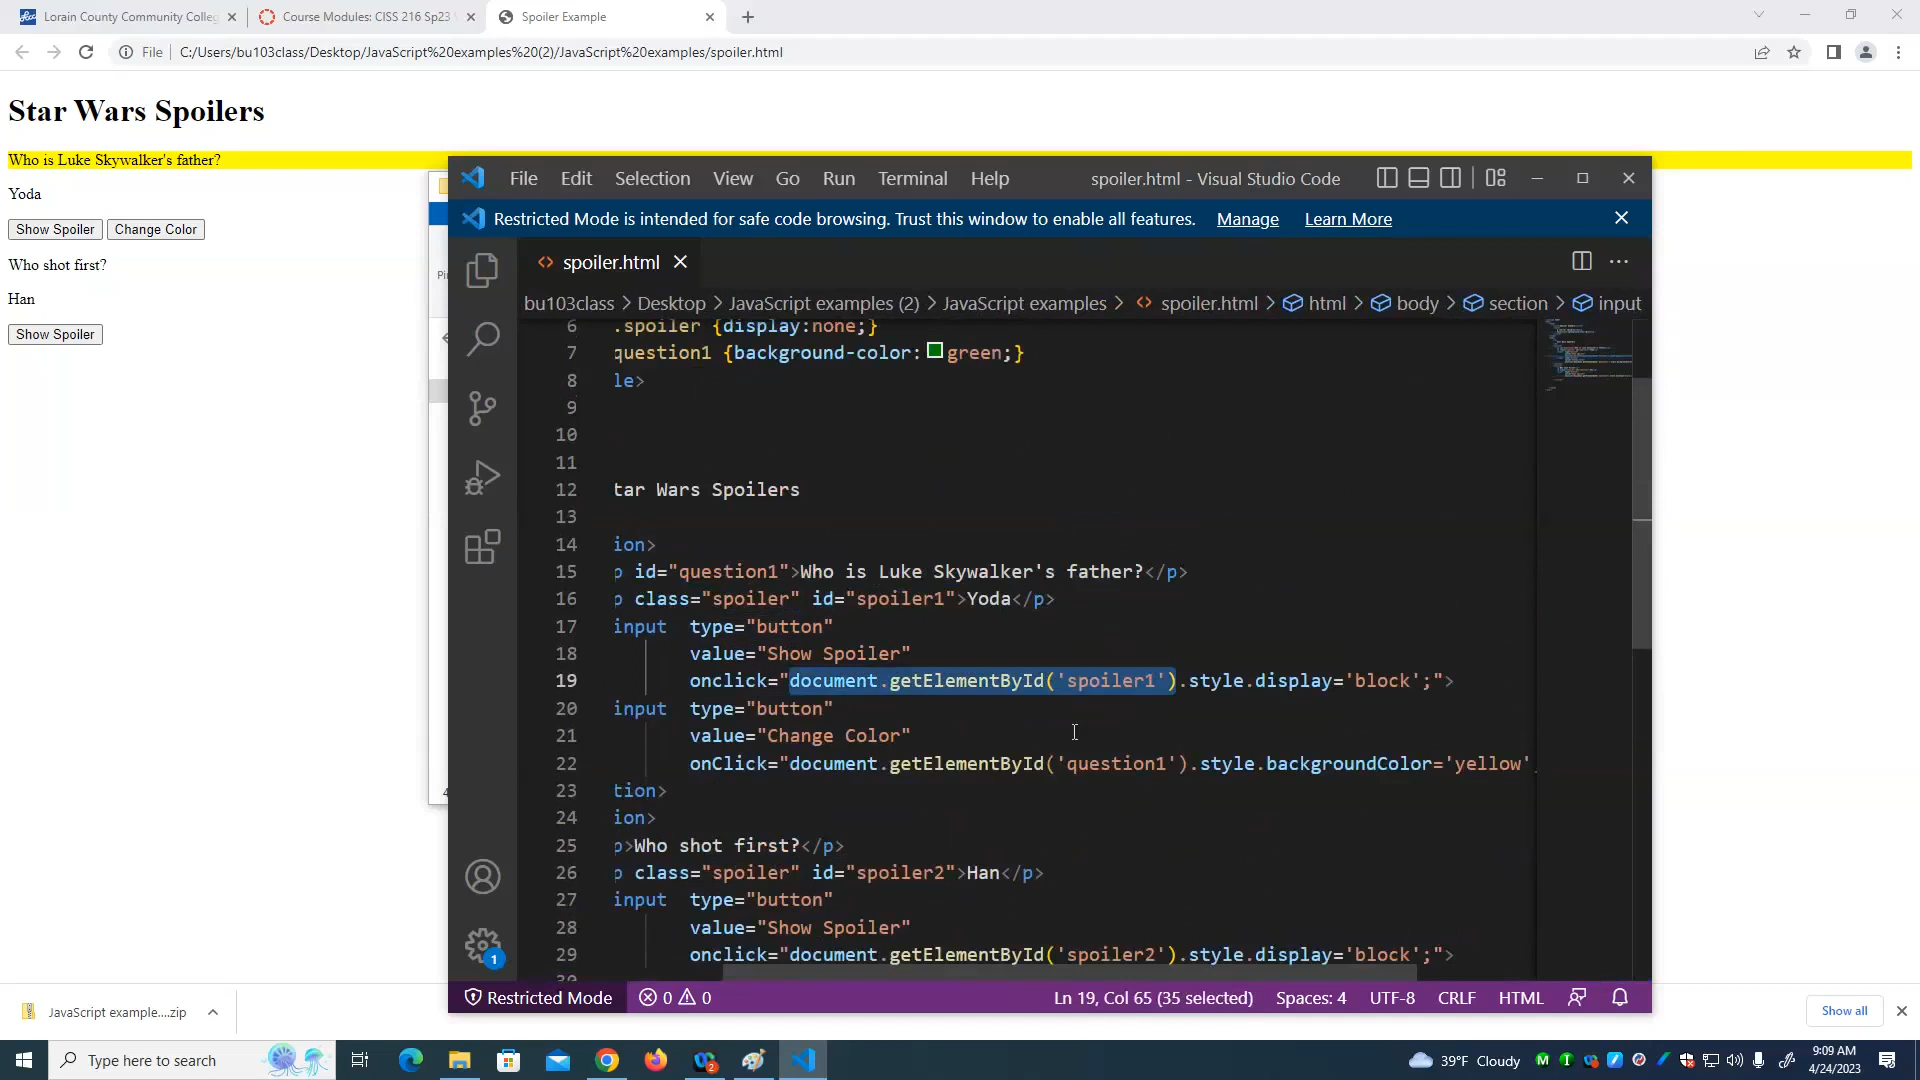 Lorain County Community Colleg
Course Modules: CISS 216 Sp23
Spoiler Example
File
C:/Users/bu103class/Desktop/JavaScript%20examples%20(2)/JavaScript%20examples/spoiler.html
Star Wars Spoilers
Who is Luke Skywalker's father?
Yoda
Show Spoiler Change Color
Who shot first?
Han
Show Spoiler
File Edit Selection View Go Run Terminal Help
spoiler.html - Visual Studio Code
Restricted Mode is intended for safe code browsing. Trust this window to enable all features. Manage Learn More
spoiler.html
bu103class > Desktop > JavaScript examples (2) > JavaScript examples > spoiler.html > html > body > section > input
6 .spoiler {display:none;}
7 question1 {background-color: green;}
8 le>
9
10
11
12 tar Wars Spoilers
13
14 ion>
15 p id="question1">Who is Luke Skywalker's father?</p>
16 p class="spoiler" id="spoiler1">Yoda</p>
17 input type="button"
18 value="Show Spoiler"
19 onclick="document.getElementById('spoiler1').style.display='block';">
20 input type="button"
21 value="Change Color"
22 onClick="document.getElementById('question1').style.backgroundColor='yellow'
23 tion>
24 ion>
25 p>Who shot first?</p>
26 p class="spoiler" id="spoiler2">Han</p>
27 input type="button"
28 value="Show Spoiler"
29 onclick="document.getElementById('spoiler2').style.display='block';">
30
1
Restricted Mode 0 0 Ln 19, Col 65 (35 selected) Spaces: 4 UTF-8 CRLF HTML
JavaScript example....zip
Show all
Type here to search
2
39°F Cloudy
9:09 AM
4/24/2023